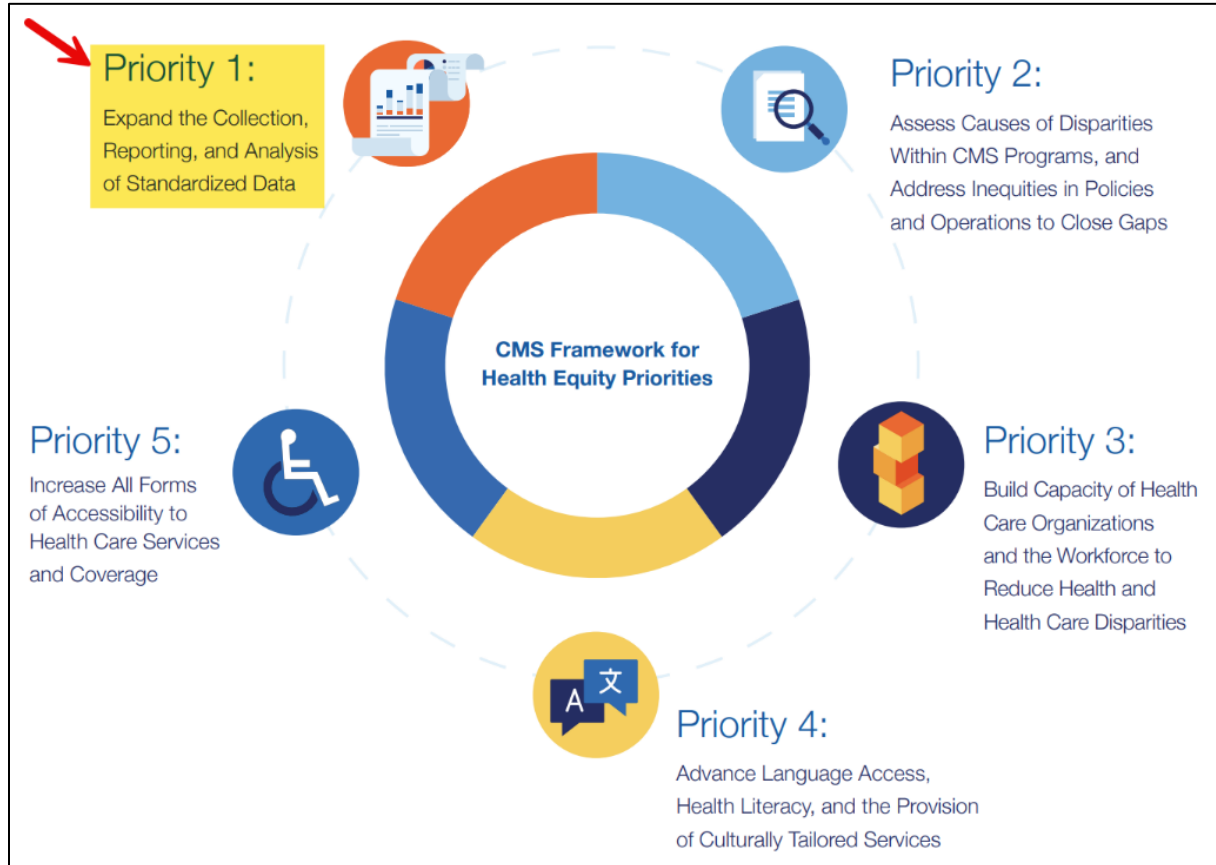 Priority 1:
Expand the Collection,
Reporting, and Analysis
of Standardized Data
Priority 2:
Assess Causes of Disparities
Within CMS Programs, and
Address Inequities in Policies
and Operations to Close Gaps
CMS Framework for
Health Equity Priorities
Priority 3:
Build Capacity of Health
Care Organizations
and the Workforce to
Reduce Health and
Health Care Disparities
Priority 5:
Increase All Forms
of Accessibility to
Health Care Services
and Coverage
A 文
Priority 4:
Advance Language Access,
Health Literacy, and the Provision
of Culturally Tailored Services